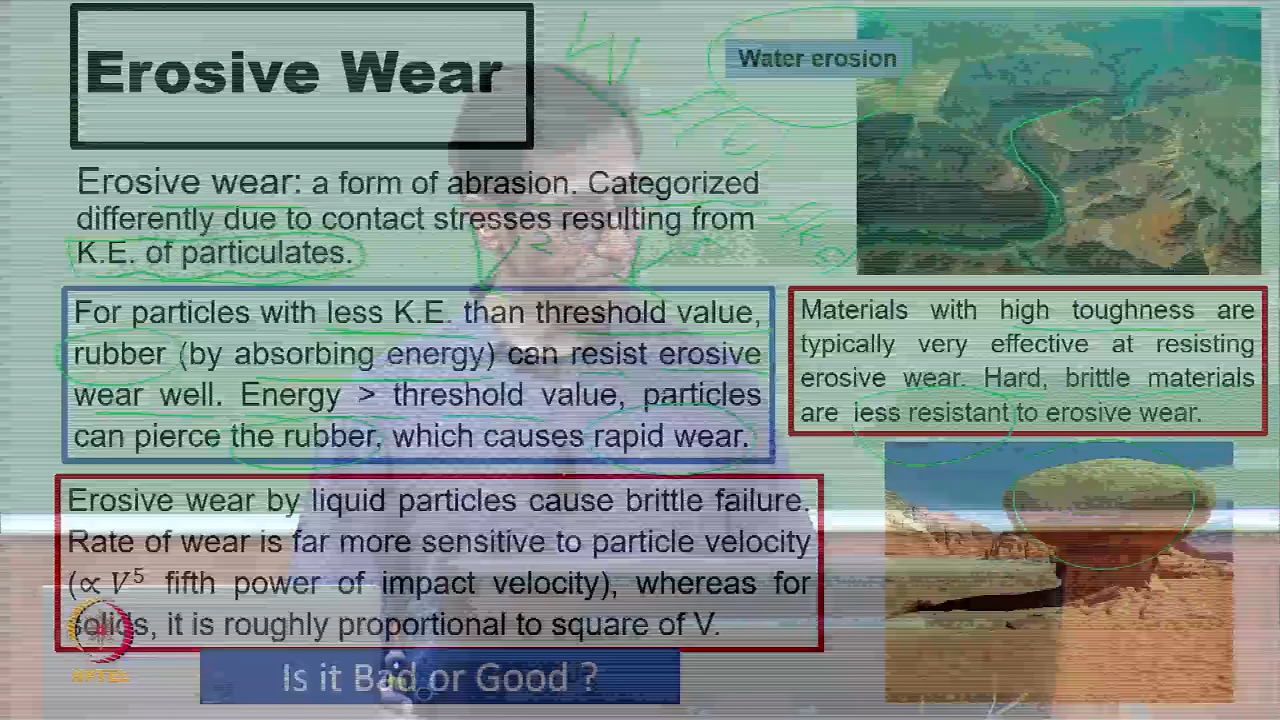 Erosive Wear
Water erosion
Erosive wear: a form of abrasion. Categorized
differently due to contact stresses resulting from
K.E. of particulates.
For particles with less K.E. than threshold value,
rubber (by absorbing energy) can resist erosive
wear well. Energy > threshold value, particles
can pierce the rubber, which causes rapid wear.
Materials with high toughness are
typically very effective at resisting
erosive wear. Hard, brittle materials
are less resistant to erosive wear.
Erosive wear by liquid particles cause brittle failure.
Rate of wear is far more sensitive to particle velocity
(∝ V⁵ fifth power of impact velocity), whereas for
solids, it is roughly proportional to square of V.
NPTEL
Is it Bad or Good ?